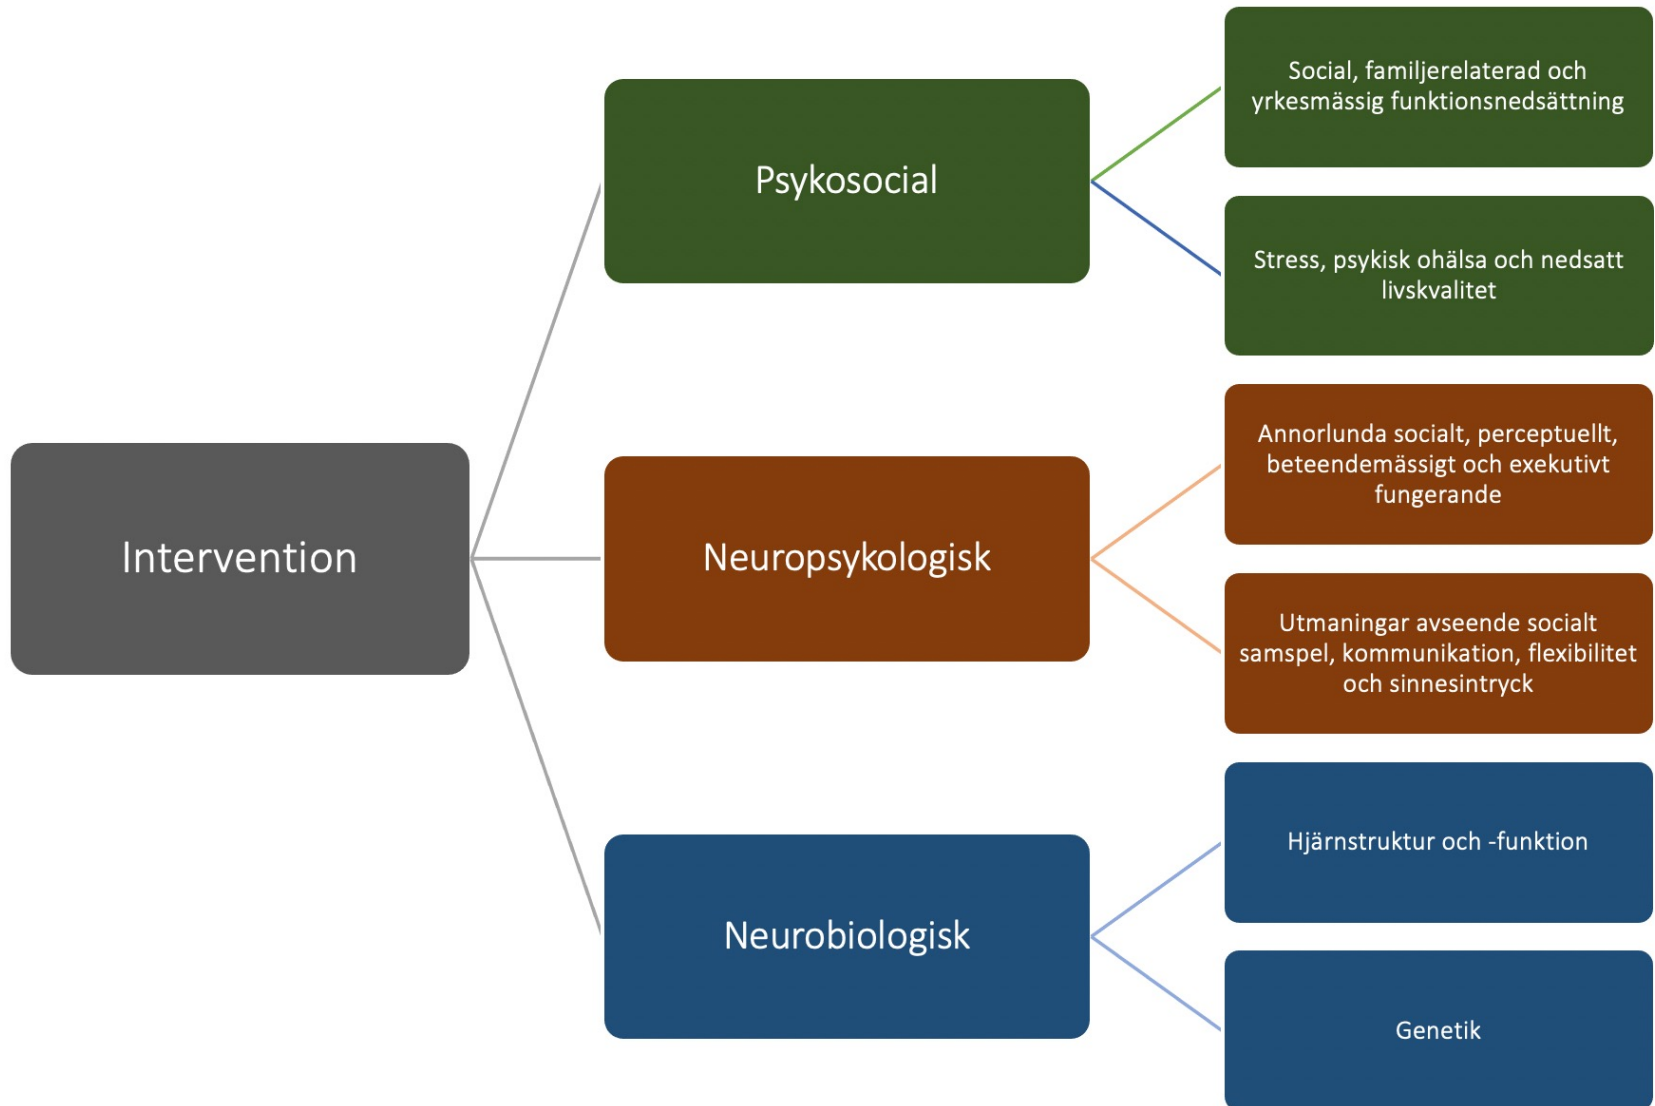 Intervention
Psykosocial
Social, familjerelaterad och
yrkesmässig funktionsnedsättning
Stress, psykisk ohälsa och nedsatt
livskvalitet
Neuropsykologisk
Annorlunda socialt, perceptuellt,
beteendemässigt och exekutivt
fungerande
Utmaningar avseende socialt
samspel, kommunikation, flexibilitet
och sinnesintryck
Neurobiologisk
Hjärnstruktur och -funktion
Genetik